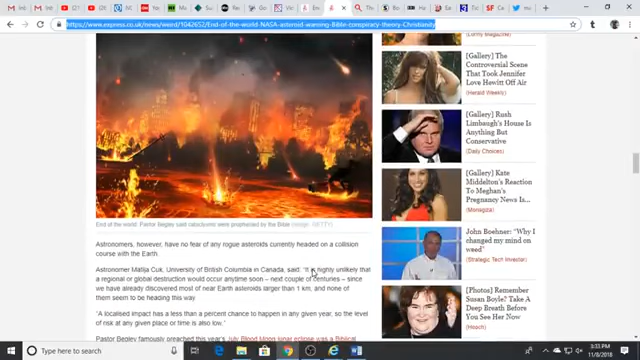 https://www.express.co.uk/news/weird/1042652/End-of-the-world-NASA-asteroid-warning-Bible-conspiracy-theory-Christianity
End of the world: Pastor Begley said cataclysms were prophesied by the Bible (Image: GETTY)
Astronomers, however, have no fear of any rogue asteroids currently headed on a collision
course with the Earth.
Astronomer Matija Cuk, University of British Columbia in Canada, said: "It is highly unlikely that
a regional or global destruction would occur anytime soon – next couple of centuries – since
we have already discovered most of near Earth asteroids larger than 1 km, and none of
them seem to be heading this way
"A localised impact has a less than a percent chance to happen in any given year, so the level
of risk at any given place or time is also low."
Pastor Begley famously preached this year's July Blood Moon lunar eclipse was a Biblical
[Gallery] The
Controversial Scene
That Took Jennifer
Love Hewitt Off Air
(Herald Weekly)
[Gallery] Rush
Limbaugh's House Is
Anything But
Conservative
(Daily Choices)
[Gallery] Kate
Middelton's Reaction
To Meghan's
Pregnancy News Is...
John Boehner: "Why I
changed my mind on
weed"
(Strategic Tech Investor)
[Photos] Remember
Susan Boyle? Take A
Deep Breath Before
You See Her Now
Type here to search
3:33 PM
11/8/2018